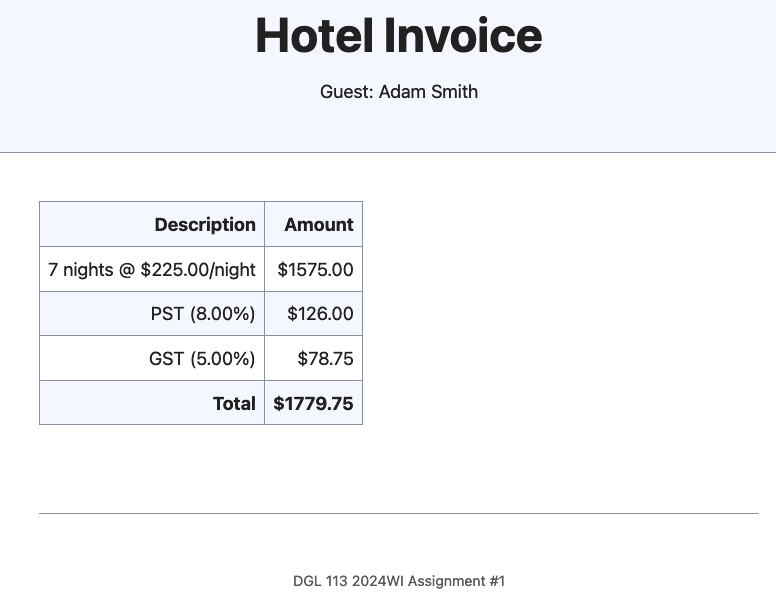 Hotel Invoice
Guest: Adam Smith
Description Amount
7 nights @ $225.00/night $1575.00
PST (8.00%) $126.00
GST (5.00%) $78.75
Total $1779.75
DGL 113 2024WI Assignment #1